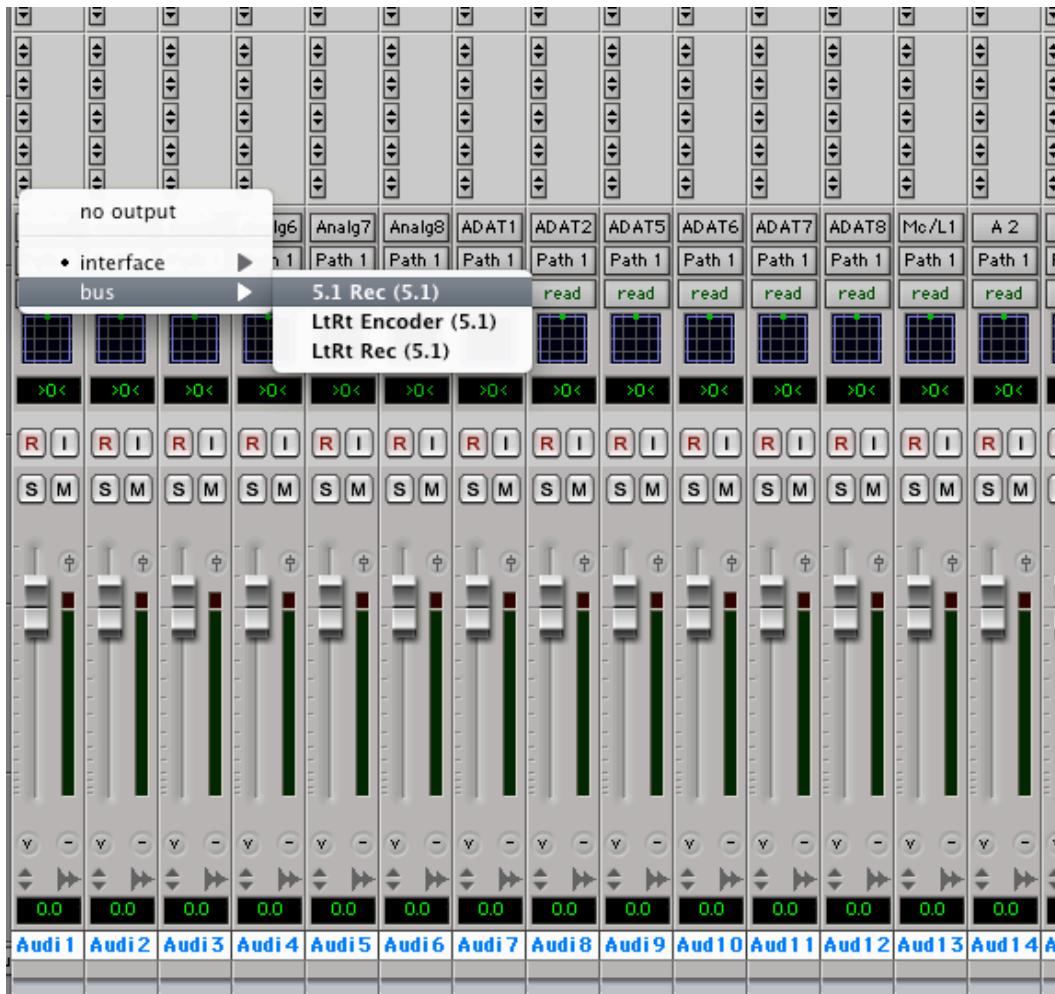 no output
• interface
bus
5.1 Rec (5.1)
LtRt Encoder (5.1)
LtRt Rec (5.1)
lg6 Analg7 Analg8 ADAT1 ADAT2 ADAT5 ADAT6 ADAT7 ADAT8 Mc/L1 A 2
h 1 Path 1 Path 1 Path 1 Path 1 Path 1 Path 1 Path 1 Path 1 Path 1 Path 1
read read read read read read read
>0< >0< >0< >0< >0< >0< >0< >0< >0< >0< >0< >0< >0< >0<
R I R I R I R I R I R I R I R I R I R I R I R I R I R I
S M S M S M S M S M S M S M S M S M S M S M S M S M S M
v - v - v - v - v - v - v - v - v - v - v - v - v - v -
0.0 0.0 0.0 0.0 0.0 0.0 0.0 0.0 0.0 0.0 0.0 0.0 0.0 0.0
Audi1 Audi2 Audi3 Audi4 Audi5 Audi6 Audi7 Audi8 Audi9 Aud10 Aud11 Aud12 Aud13 Aud14